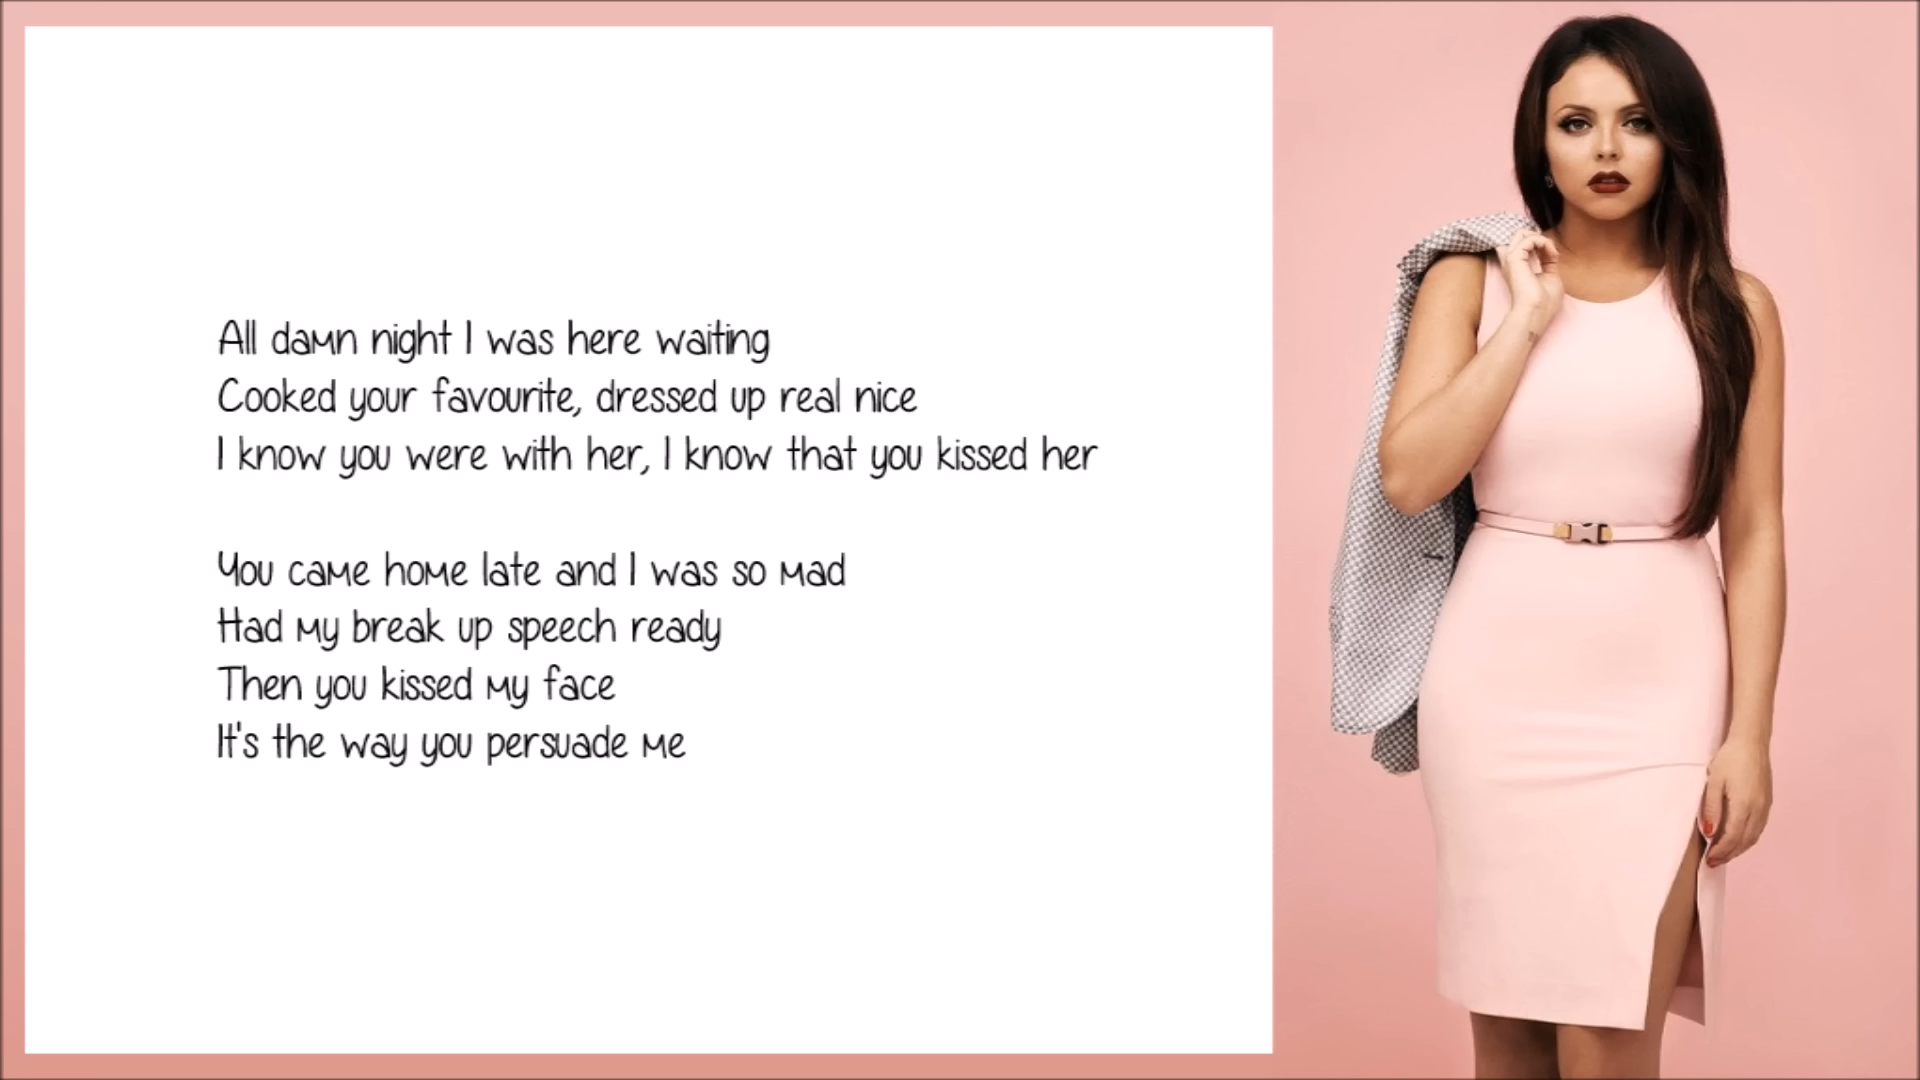 All damn night I was here waiting
Cooked your favourite, dressed up real nice
I know you were with her, I know that you kissed her
You came home late and I was so mad
Had my break up speech ready
Then you kissed my face
It's the way you persuade me